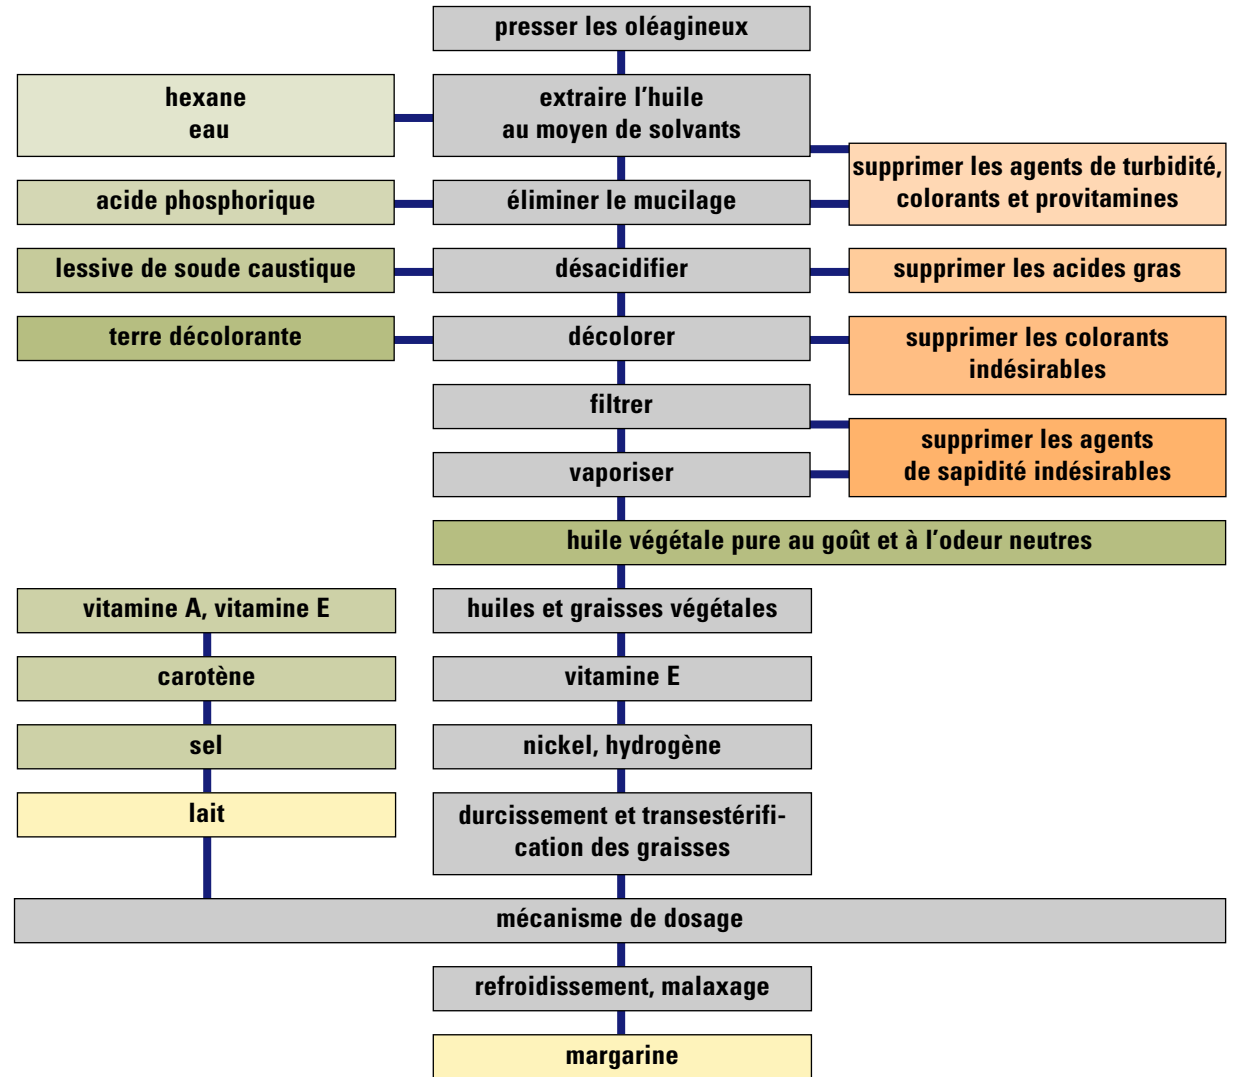 presser les oléagineux
hexane
eau
extraire l'huile
au moyen de solvants
supprimer les agents de turbidité,
colorants et provitamines
acide phosphorique
éliminer le mucilage
lessive de soude caustique
désacidifier
supprimer les acides gras
terre décolorante
décolorer
supprimer les colorants
indésirables
filtrer
supprimer les agents
de sapidité indésirables
vaporiser
huile végétale pure au goût et à l'odeur neutres
vitamine A, vitamine E
huiles et graisses végétales
carotène
vitamine E
sel
nickel, hydrogène
lait
durcissement et transestérifi-
cation des graisses
mécanisme de dosage
refroidissement, malaxage
margarine